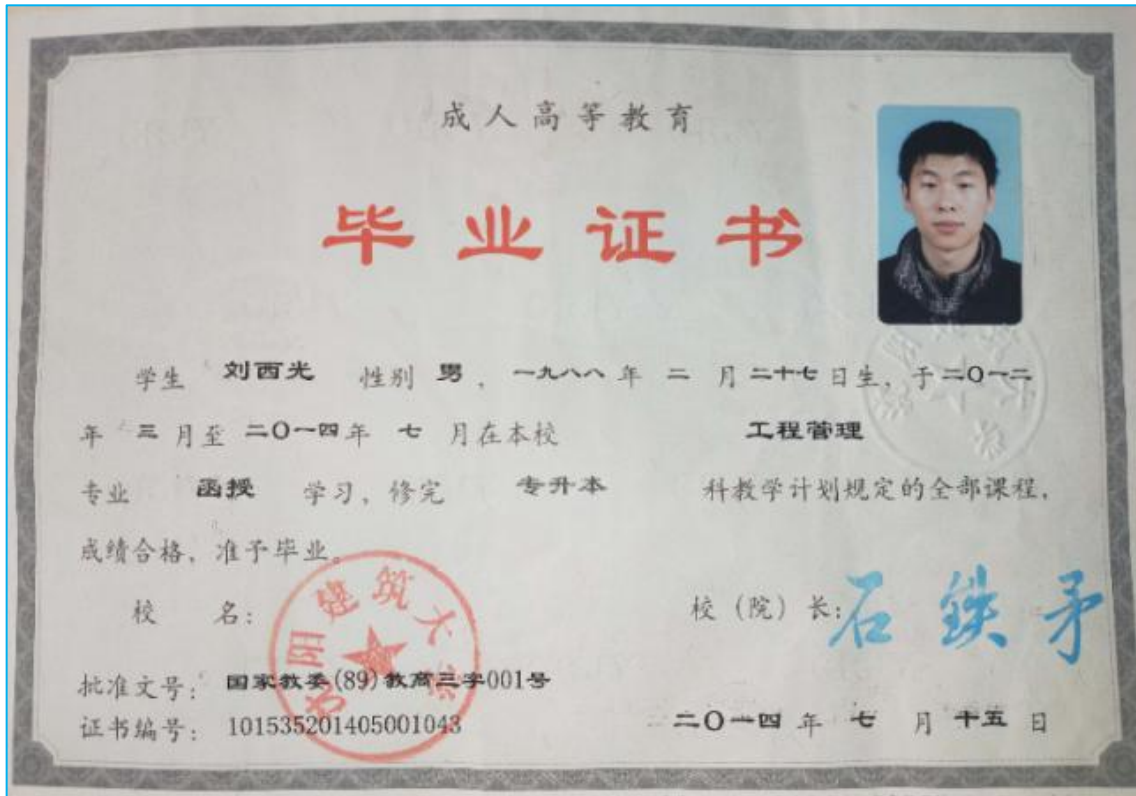 成人高等教育
毕业证书
学生 刘西光 性别 男，一九八八年 二 月二十七日生，于二〇一二
年 三月至 二〇一四年 七 月在本校 工程管理
专业 函授 学习，修完 专升本 科教学计划规定的全部课程，
成绩合格，准予毕业。
校 名：
沈阳建筑大学
校（院）长：石铁矛
批准文号：国家教委(89)教高三字001号
证书编号：101535201405001043
二〇一四年 七 月 十五 日